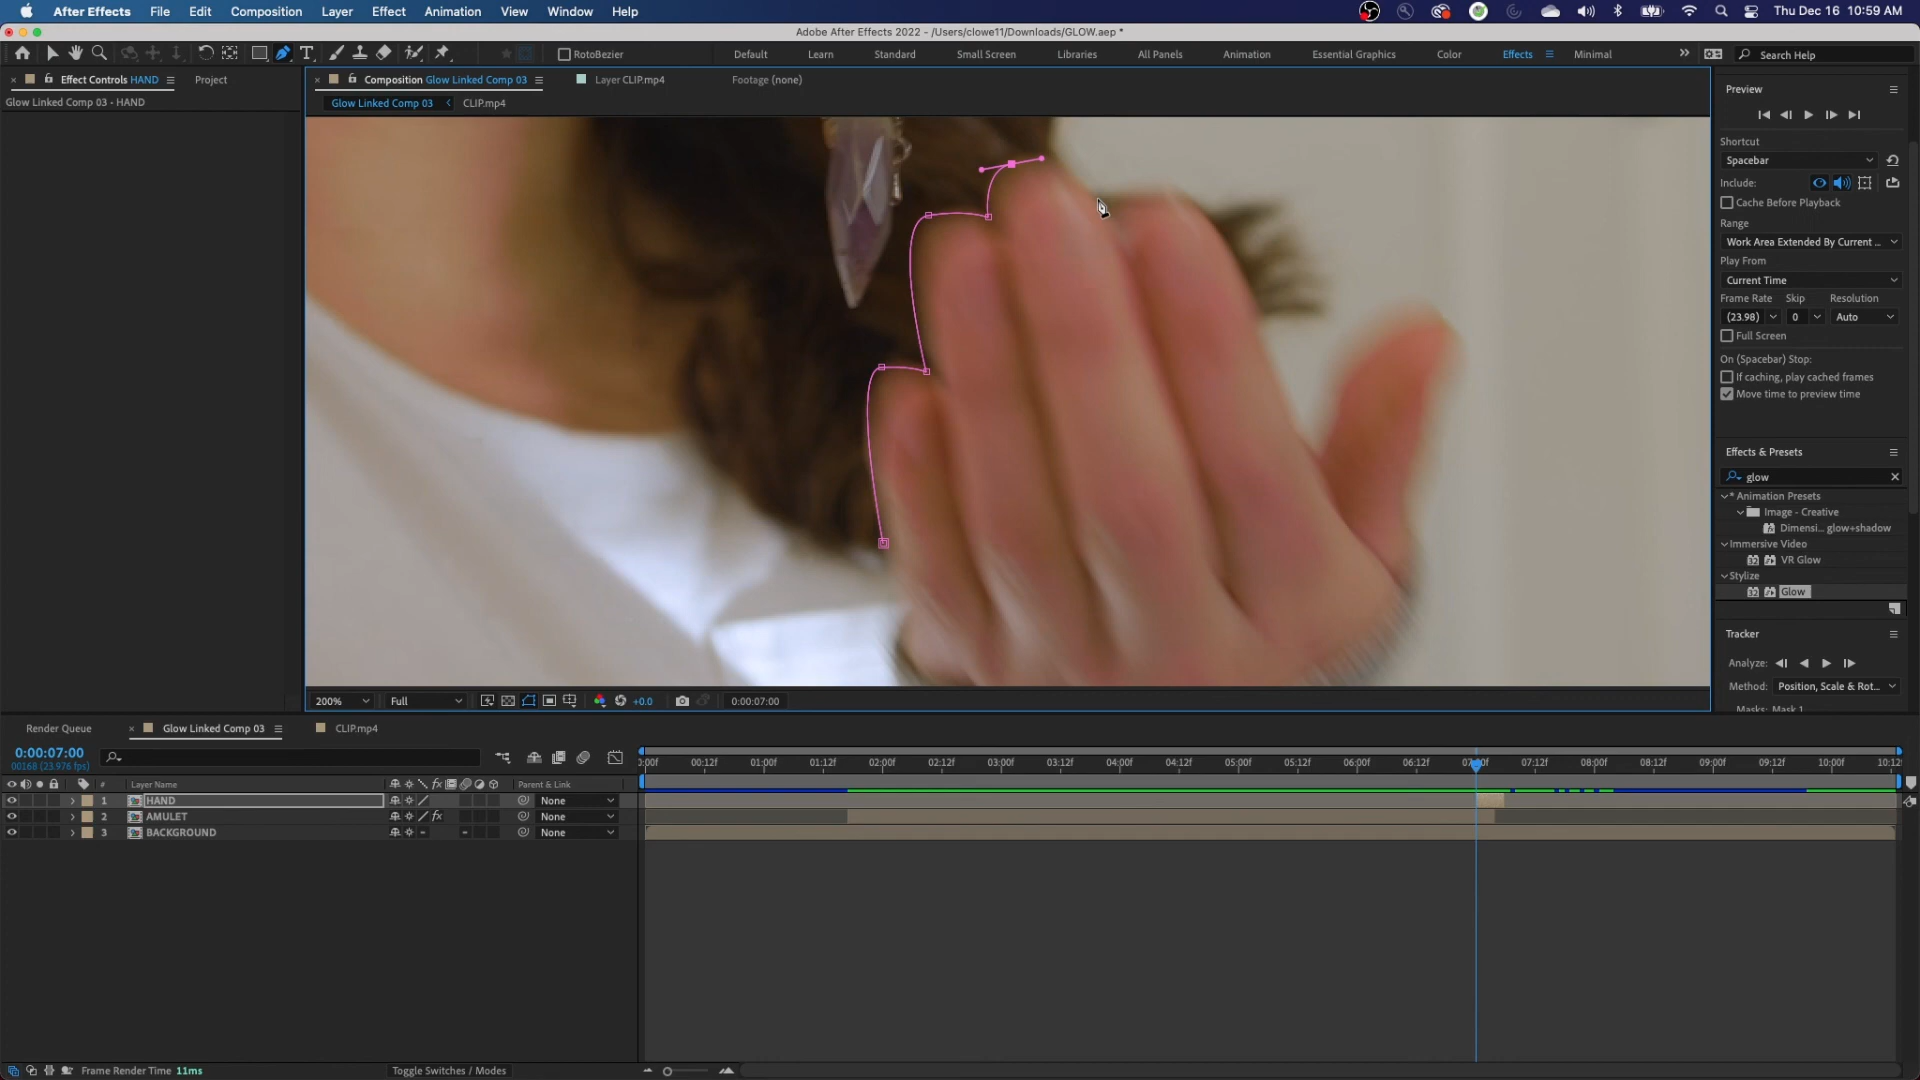 After Effects File Edit Composition Layer Effect Animation View Window Help Thu Dec 16 10:59 AM
Adobe After Effects 2022 - /Users/clowe11/Downloads/GLOW.aep *
RotoBezier Default Learn Standard Small Screen Libraries All Panels Animation Essential Graphics Color Effects Minimal Search Help
Effect Controls HAND Project
Composition Glow Linked Comp 03 Layer CLIP.mp4 Footage (none)
Glow Linked Comp 03 - HAND
Glow Linked Comp 03 CLIP.mp4
Preview
Shortcut
Spacebar
Include:
Cache Before Playback
Range
Work Area Extended By Current ...
Play From
Current Time
Frame Rate Skip Resolution
(23.98) 0 Auto
Full Screen
On (Spacebar) Stop:
If caching, play cached frames
Move time to preview time
Effects & Presets
glow
* Animation Presets
Image - Creative
Dimensi... glow+shadow
Immersive Video
VR Glow
Stylize
Glow
Tracker
Analyze:
Method: Position, Scale & Rot...
Masks: Mask 1
200% Full +0.0 0:00:07:00
Render Queue Glow Linked Comp 03 CLIP.mp4
0:00:07:00
00168 (23.976 fps)
:00f 00:12f 01:00f 01:12f 02:00f 02:12f 03:00f 03:12f 04:00f 04:12f 05:00f 05:12f 06:00f 06:12f 07:00f 07:12f 08:00f 08:12f 09:00f 09:12f 10:00f 10:12
# Layer Name fx Parent & Link
1 HAND None
2 AMULET fx None
3 BACKGROUND None
Frame Render Time 11ms Toggle Switches / Modes